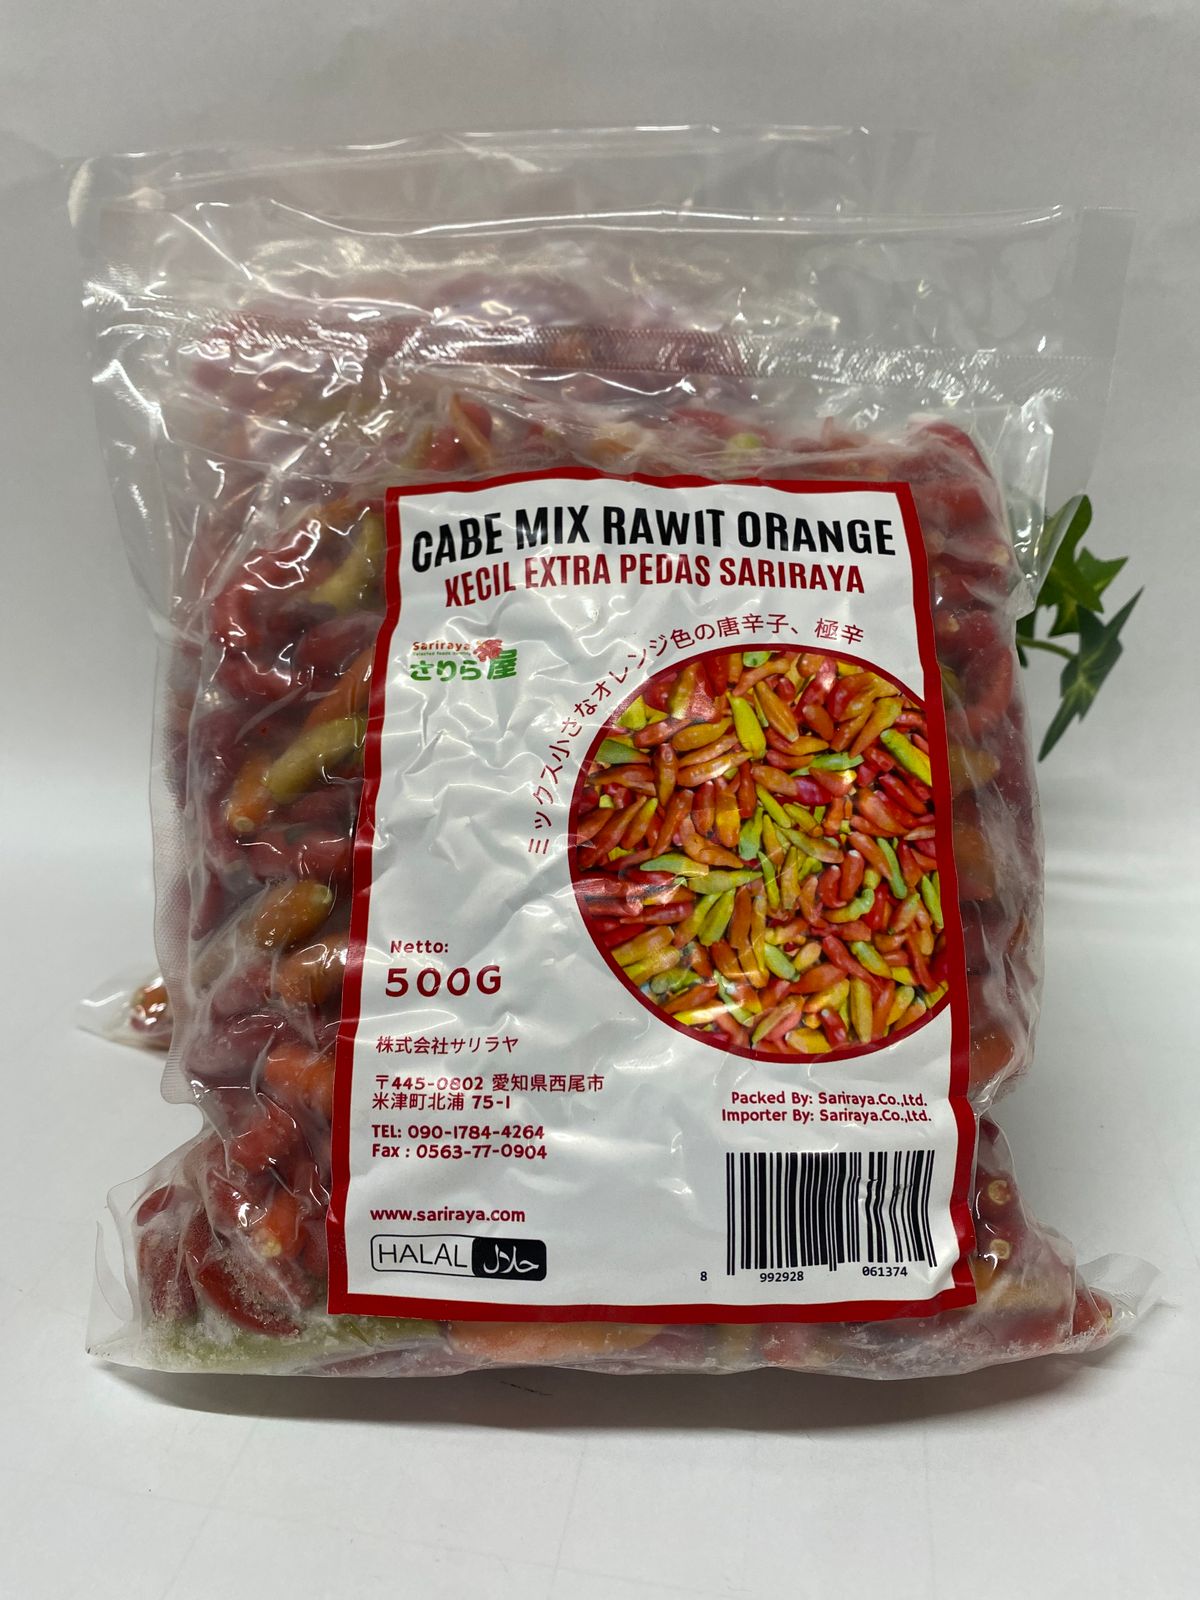 CABE MIX RAWIT ORANGE
KECIL EXTRA PEDAS SARIRAYA
Sariraya
さりら屋
ミックス小さなオレンジ色の唐辛子、極辛
Netto:
500G
株式会社サリラヤ
〒445-0802 愛知県西尾市
米津町北浦 75-1
TEL: 090-1784-4264
Fax : 0563-77-0904
www.sariraya.com
HALAL حلال
Packed By: Sariraya.Co.,ltd.
Importer By: Sariraya.Co.,ltd.
8 992928 061374